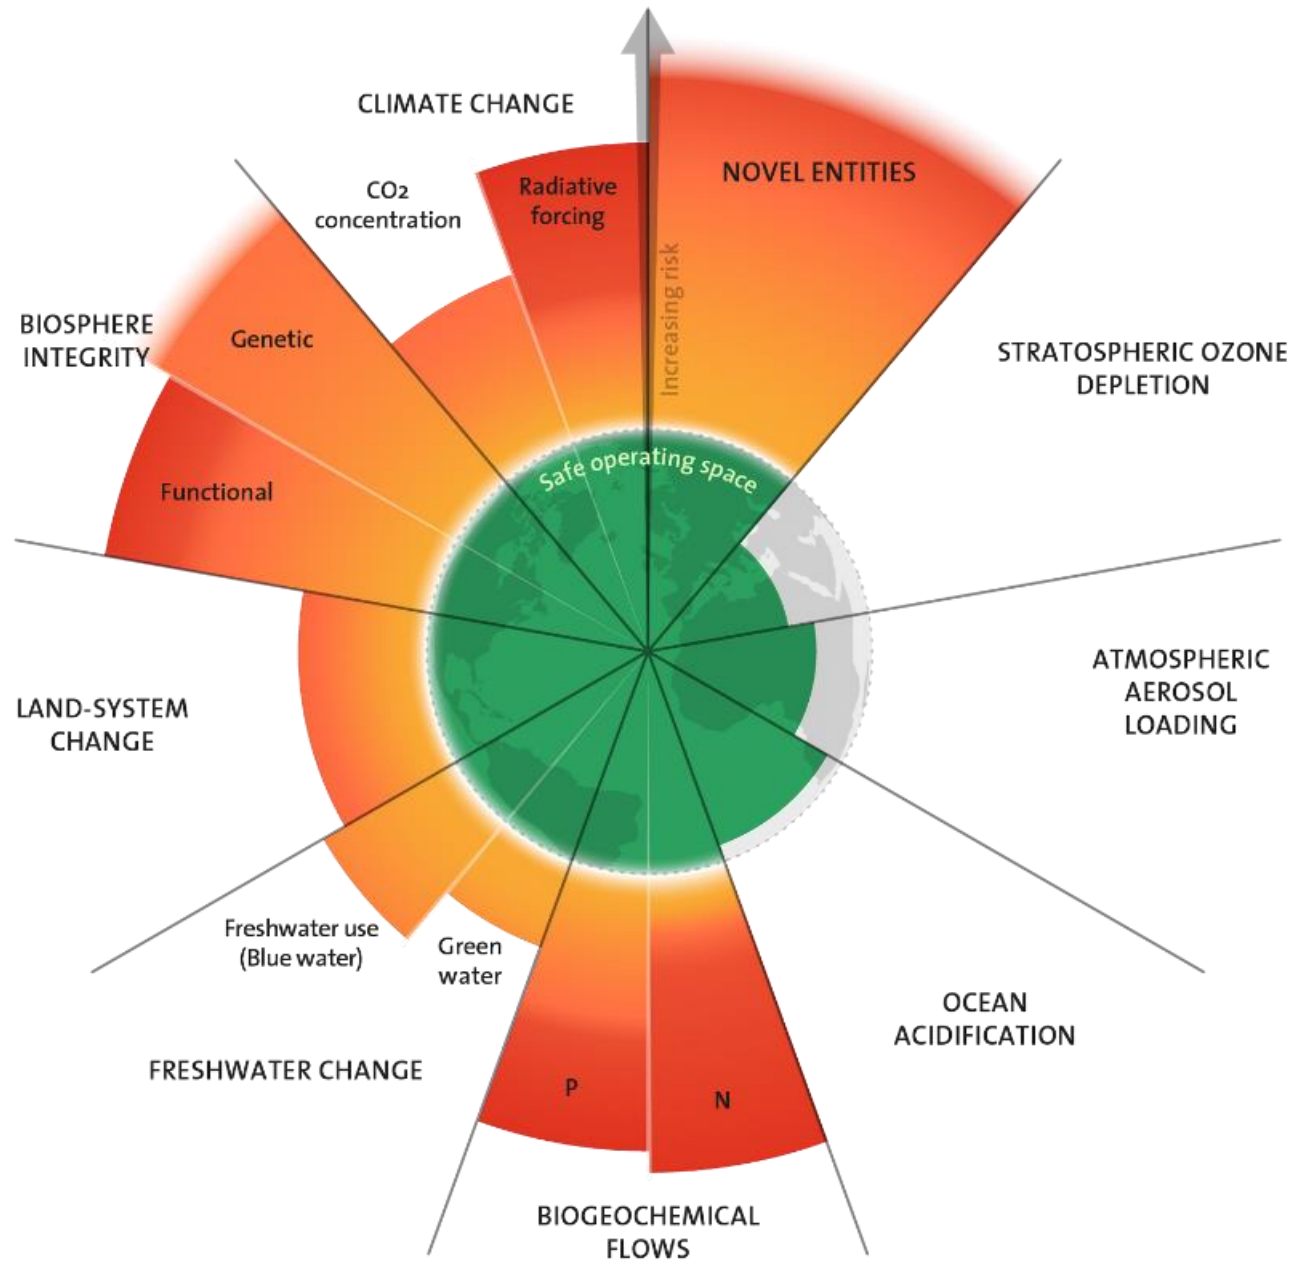 CLIMATE CHANGE
CO2
concentration
Radiative
forcing
NOVEL ENTITIES
Increasing risk
BIOSPHERE
INTEGRITY
Genetic
Functional
STRATOSPHERIC OZONE
DEPLETION
Safe operating space
ATMOSPHERIC
AEROSOL
LOADING
LAND-SYSTEM
CHANGE
Freshwater use
(Blue water)
Green
water
FRESHWATER CHANGE
OCEAN
ACIDIFICATION
P
N
BIOGEOCHEMICAL
FLOWS